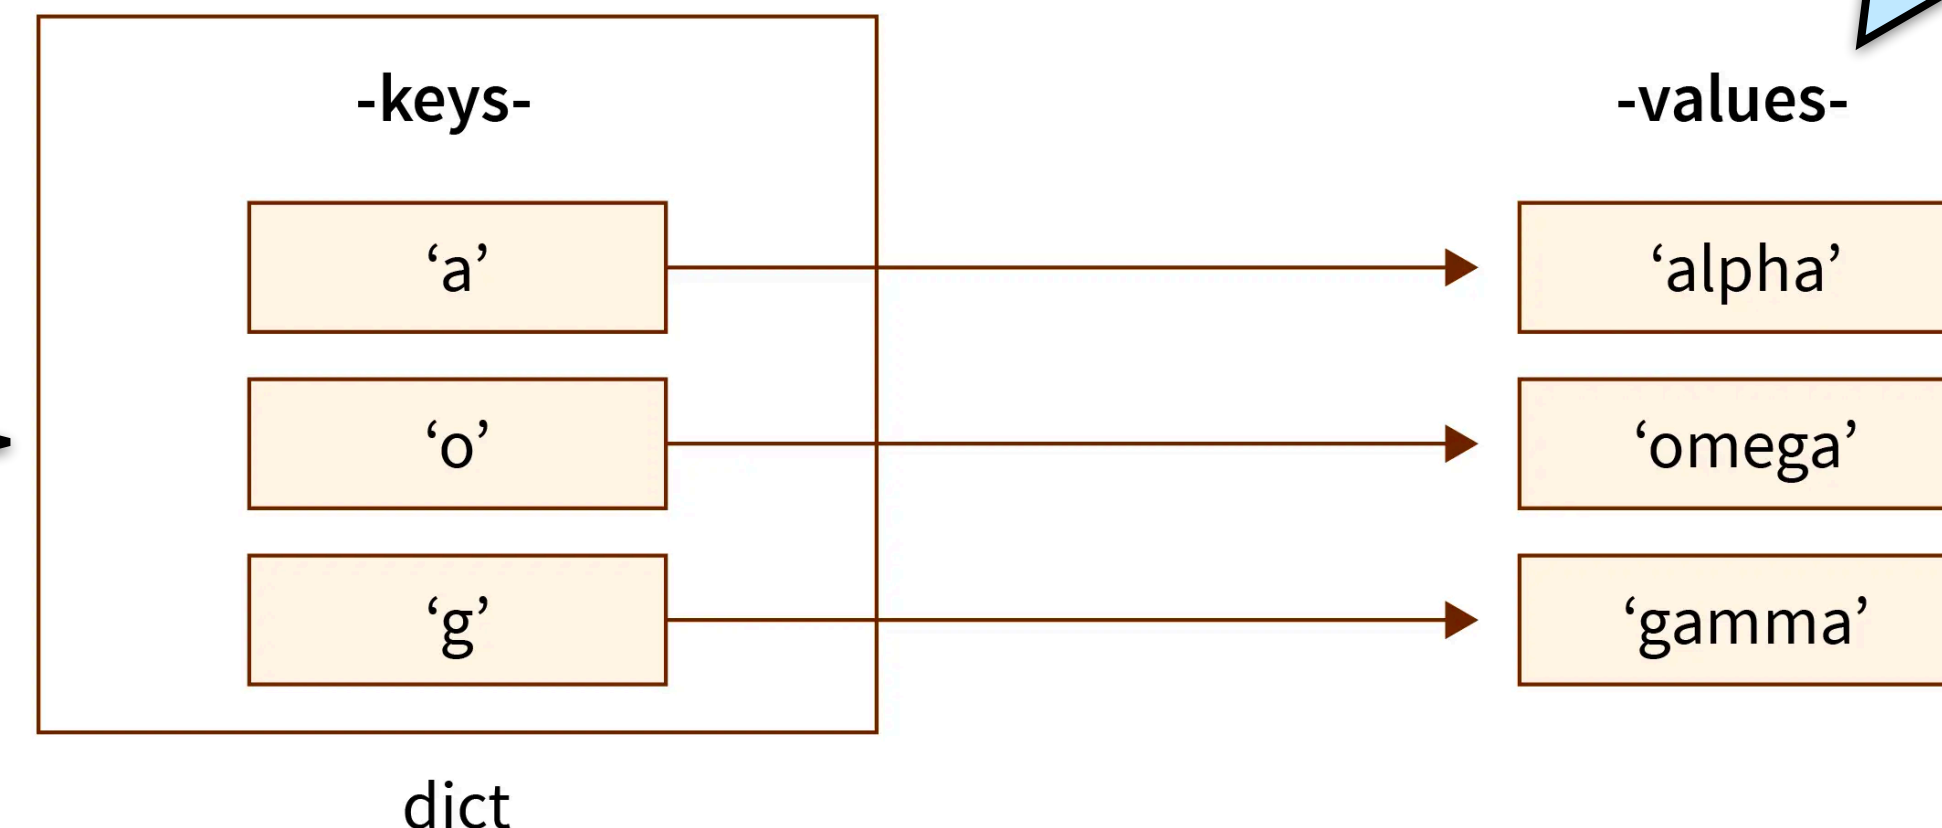 -keys- -values-
‘a’ ‘alpha’
‘o’ ‘omega’
‘g’ ‘gamma’
dict